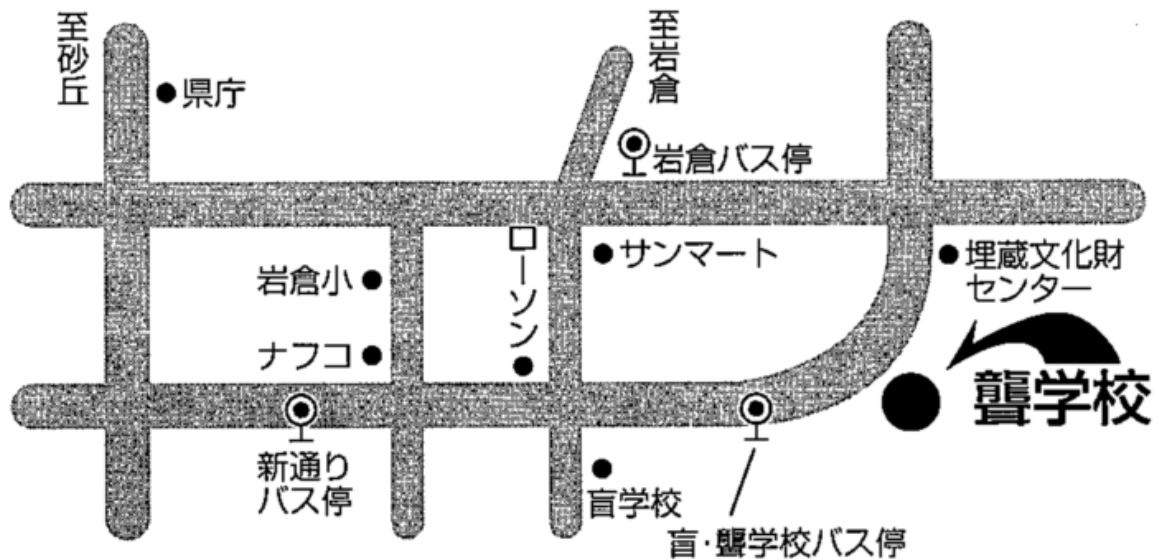 至砂丘
県庁
至岩倉
岩倉バス停
岩倉小
ナフコ
ローソン
サンマート
埋蔵文化財
センター
聾学校
新通り
バス停
盲学校
盲・聾学校バス停